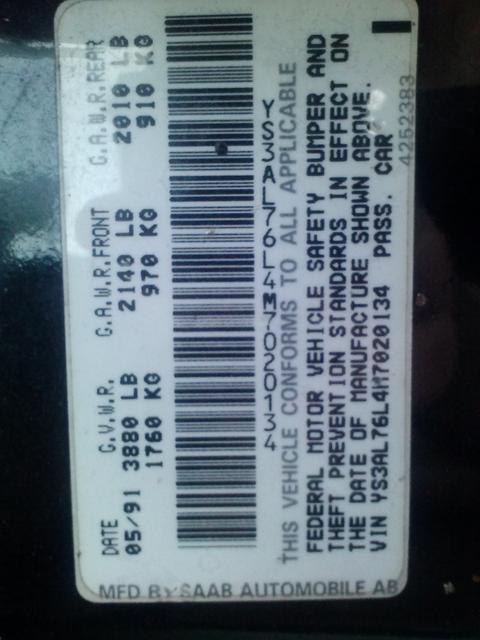 MFD BY SAAB AUTOMOBILE AB
DATE G.V.W.R. G.A.W.R.FRONT G.A.W.R.REAR
05/91 3880 LB 2140 LB 2010 LB
1760 KG 970 KG 910 KG
YS3AL76L4M7020134
THIS VEHICLE CONFORMS TO ALL APPLICABLE
FEDERAL MOTOR VEHICLE SAFETY BUMPER AND
THEFT PREVENTION STANDARDS IN EFFECT ON
THE DATE OF MANUFACTURE SHOWN ABOVE.
VIN YS3AL76L4M7020134 PASS. CAR
4252383